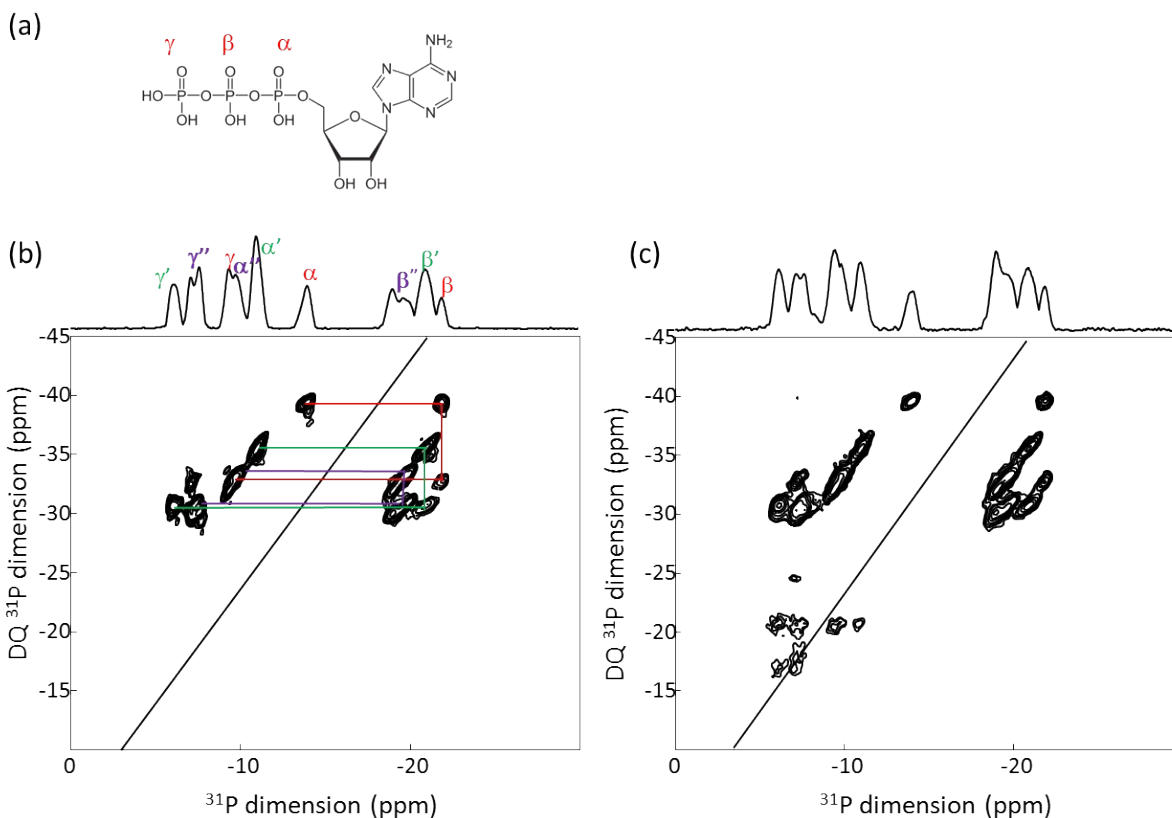 (a)
γ β α
O O O
HO P O P O P O
OH OH OH
NH₂
N N
N N
O
OH OH
(b)
γ' γ'' γ α'' α' α β'' β' β
-45
-40
-35
-30
-25
-20
-15
DQ ³¹P dimension (ppm)
0 -10 -20
³¹P dimension (ppm)
(c)
-45
-40
-35
-30
-25
-20
-15
DQ ³¹P dimension (ppm)
0 -10 -20
³¹P dimension (ppm)